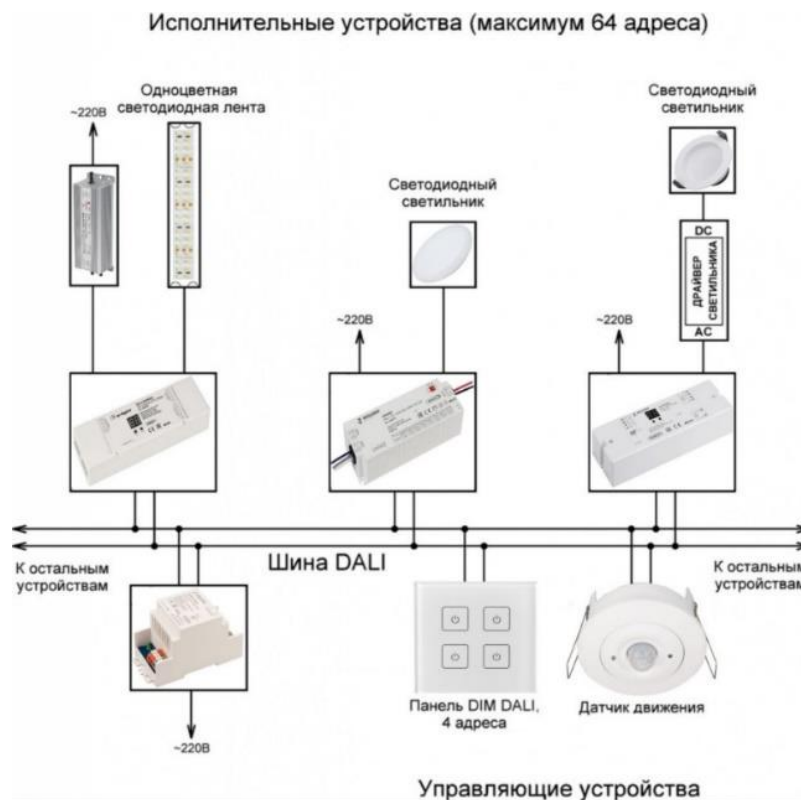 Исполнительные устройства (максимум 64 адреса)
Одноцветная
светодиодная лента
~220В
Светодиодный
светильник
Светодиодный
светильник
DC
ДРАЙВЕР
СВЕТИЛЬНИКА
AC
~220В
~220В
К остальным
устройствам
Шина DALI
К остальным
устройствам
Панель DIM DALI,
4 адреса
Датчик движения
~220В
Управляющие устройства